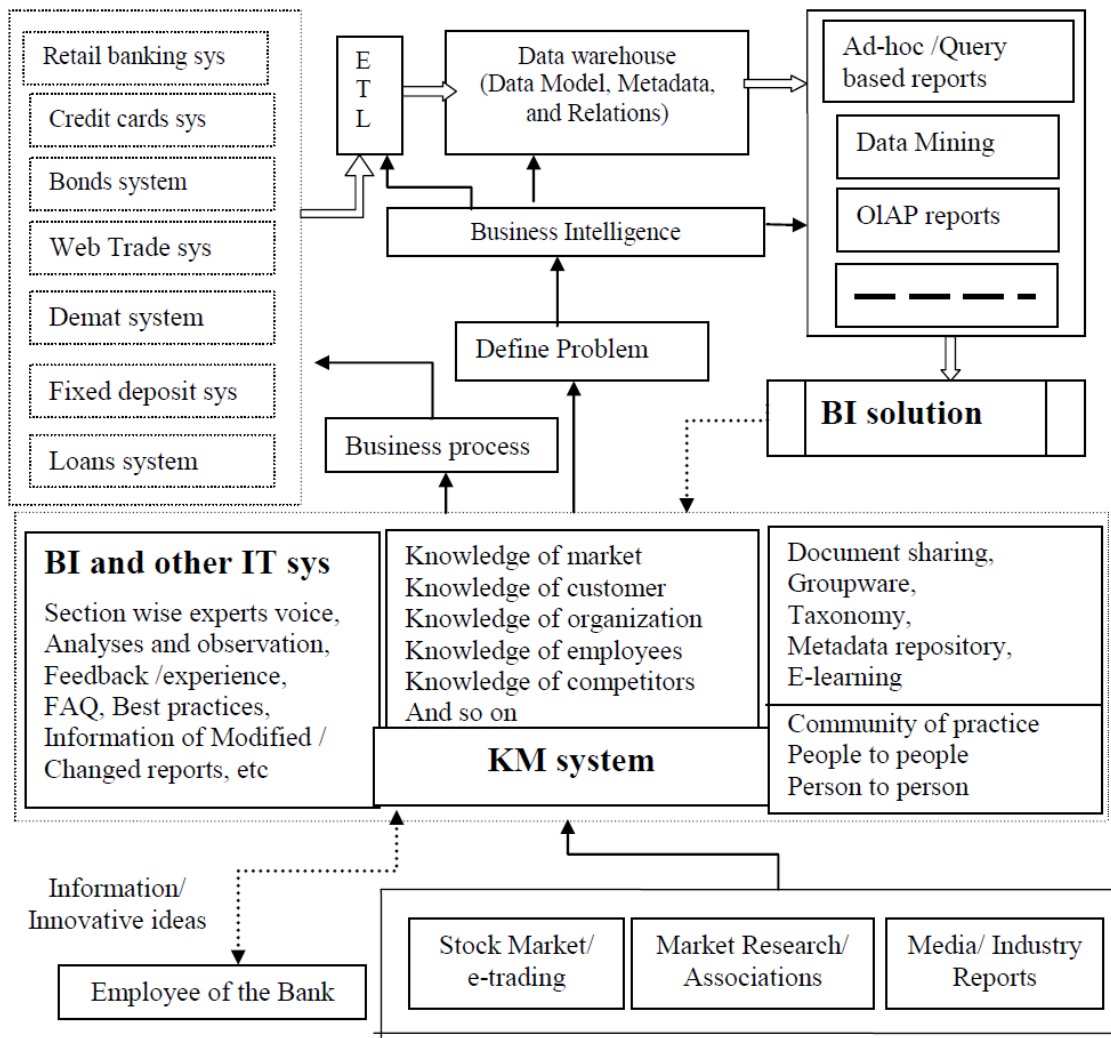 Retail banking sys
Credit cards sys
Bonds system
Web Trade sys
Demat system
Fixed deposit sys
Loans system
E
T
L
Data warehouse
(Data Model, Metadata,
and Relations)
Ad-hoc /Query
based reports
Data Mining
OlAP reports
Business Intelligence
Define Problem
Business process
BI solution
BI and other IT sys
Section wise experts voice,
Analyses and observation,
Feedback /experience,
FAQ, Best practices,
Information of Modified /
Changed reports, etc
Knowledge of market
Knowledge of customer
Knowledge of organization
Knowledge of employees
Knowledge of competitors
And so on
KM system
Document sharing,
Groupware,
Taxonomy,
Metadata repository,
E-learning
Community of practice
People to people
Person to person
Information/
Innovative ideas
Employee of the Bank
Stock Market/
e-trading
Market Research/
Associations
Media/ Industry
Reports